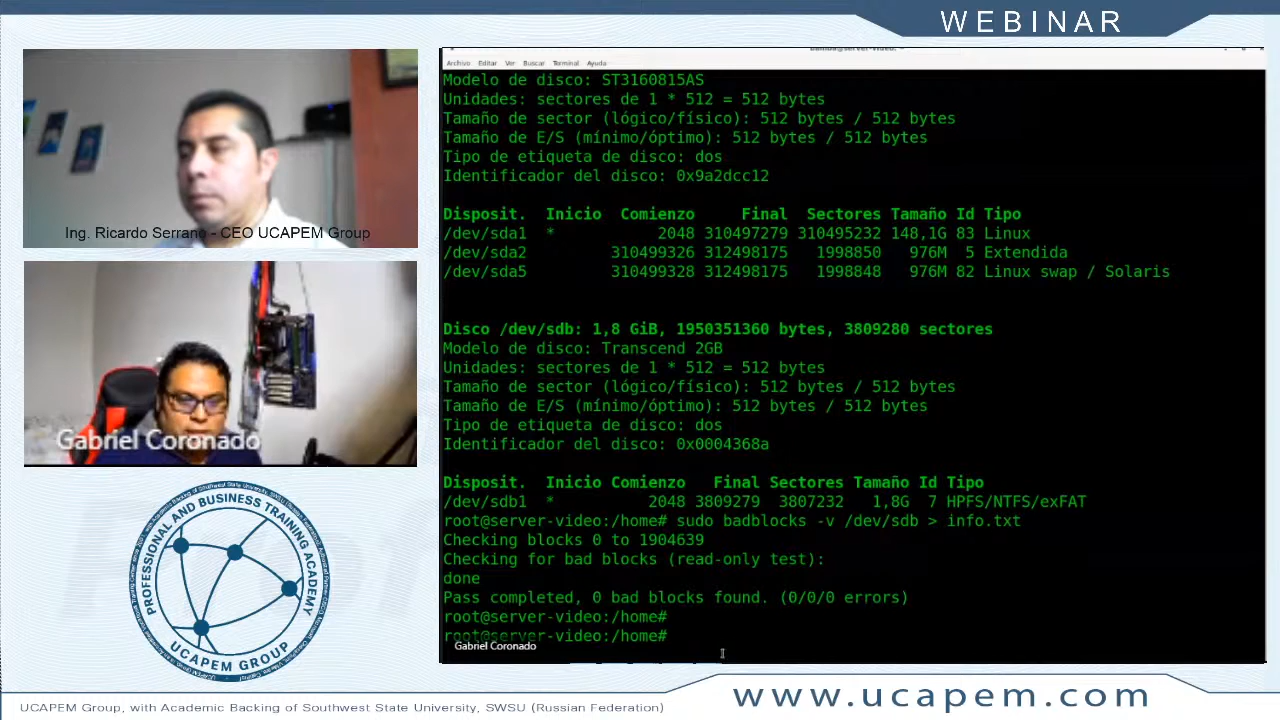 WEBINAR
Archivo Editar Ver Buscar Terminal Ayuda
Modelo de disco: ST3160815AS
Unidades: sectores de 1 * 512 = 512 bytes
Tamaño de sector (lógico/físico): 512 bytes / 512 bytes
Tamaño de E/S (mínimo/óptimo): 512 bytes / 512 bytes
Tipo de etiqueta de disco: dos
Identificador del disco: 0x9a2dcc12
Disposit. Inicio Comienzo Final Sectores Tamaño Id Tipo
/dev/sda1 * 2048 310497279 310495232 148,1G 83 Linux
/dev/sda2 310499326 312498175 1998850 976M 5 Extendida
/dev/sda5 310499328 312498175 1998848 976M 82 Linux swap / Solaris
Disco /dev/sdb: 1,8 GiB, 1950351360 bytes, 3809280 sectores
Modelo de disco: Transcend 2GB
Unidades: sectores de 1 * 512 = 512 bytes
Tamaño de sector (lógico/físico): 512 bytes / 512 bytes
Tamaño de E/S (mínimo/óptimo): 512 bytes / 512 bytes
Tipo de etiqueta de disco: dos
Identificador del disco: 0x0004368a
Disposit. Inicio Comienzo Final Sectores Tamaño Id Tipo
/dev/sdb1 * 2048 3809279 3807232 1,8G 7 HPFS/NTFS/exFAT
root@server-video:/home# sudo badblocks -v /dev/sdb > info.txt
Checking blocks 0 to 1904639
Checking for bad blocks (read-only test):
done
Pass completed, 0 bad blocks found. (0/0/0 errors)
root@server-video:/home#
root@server-video:/home#
Gabriel Coronado
Ing. Ricardo Serrano - CEO UCAPEM Group
Gabriel Coronado
PROFESSIONAL AND BUSINESS TRAINING ACADEMY
UCAPEM GROUP
UCAPEM Group, with Academic Backing of Southwest State University, SWSU (Russian Federation)
www.ucapem.com